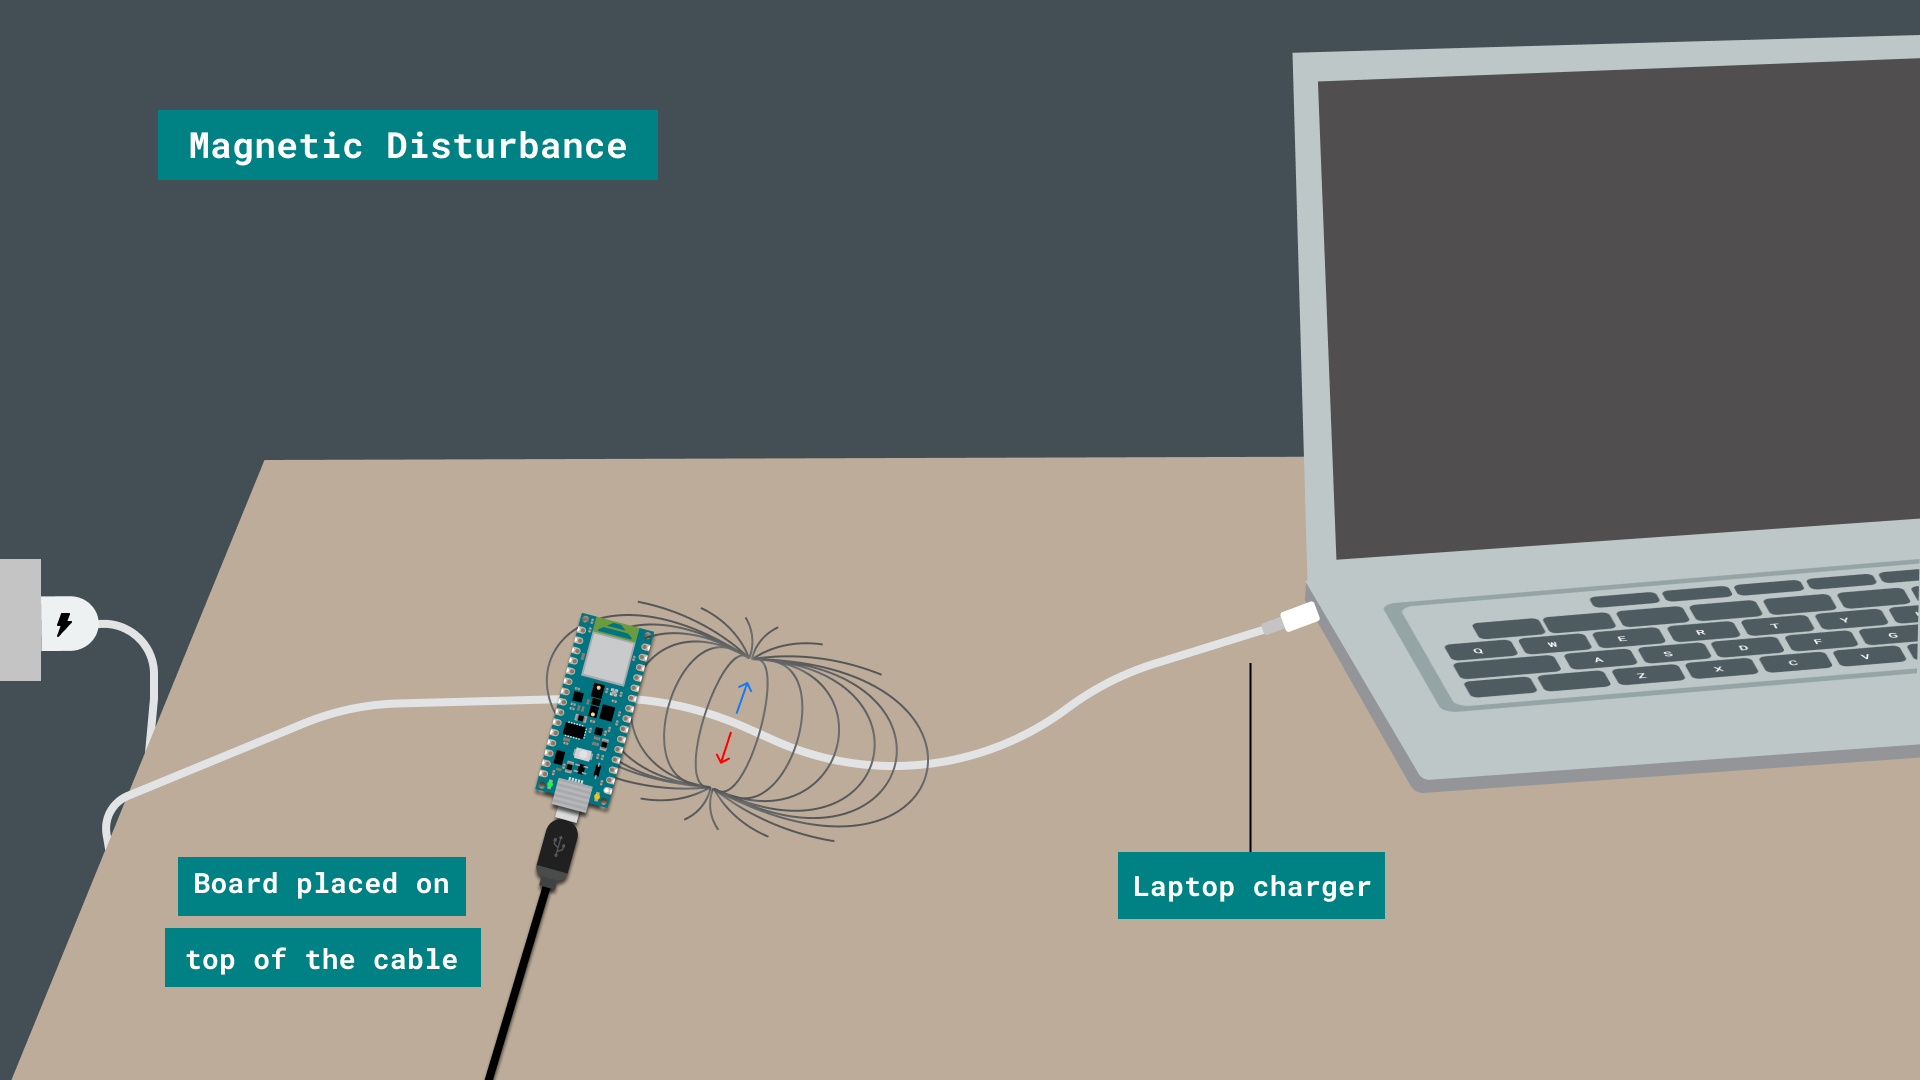 Magnetic Disturbance
Q W E R T Y
A S D F G
Z X C V
Board placed on
top of the cable
Laptop charger